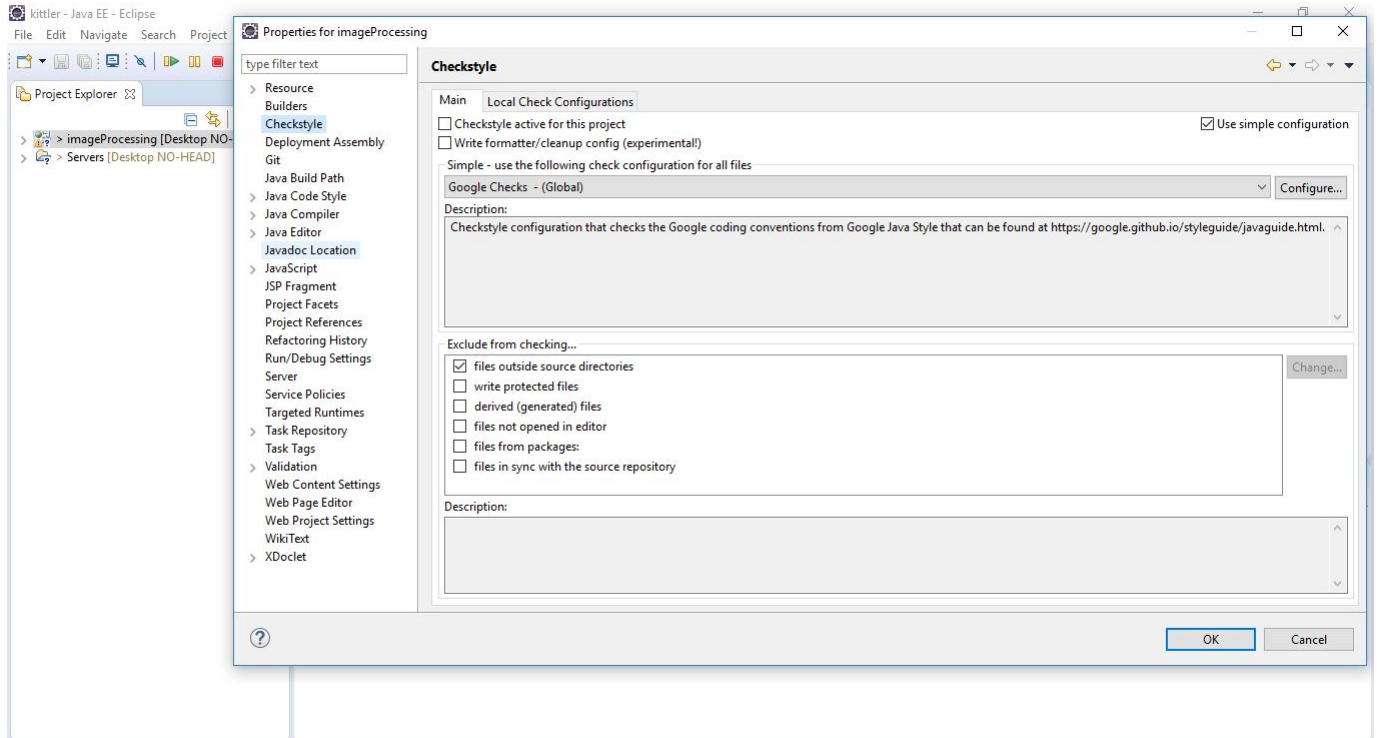 kittler - Java EE - Eclipse
File Edit Navigate Search Project
Project Explorer
> imageProcessing [Desktop NO-
> Servers [Desktop NO-HEAD]
Properties for imageProcessing
type filter text
Resource
Builders
Checkstyle
Deployment Assembly
Git
Java Build Path
Java Code Style
Java Compiler
Java Editor
Javadoc Location
JavaScript
JSP Fragment
Project Facets
Project References
Refactoring History
Run/Debug Settings
Server
Service Policies
Targeted Runtimes
Task Repository
Task Tags
Validation
Web Content Settings
Web Page Editor
Web Project Settings
WikiText
XDoclet
Checkstyle
Main Local Check Configurations
Checkstyle active for this project Use simple configuration
Write formatter/cleanup config (experimental!)
Simple - use the following check configuration for all files
Google Checks - (Global) Configure...
Description:
Checkstyle configuration that checks the Google coding conventions from Google Java Style that can be found at https://google.github.io/styleguide/javaguide.html.
Exclude from checking...
files outside source directories Change...
write protected files
derived (generated) files
files not opened in editor
files from packages:
files in sync with the source repository
Description:
OK Cancel